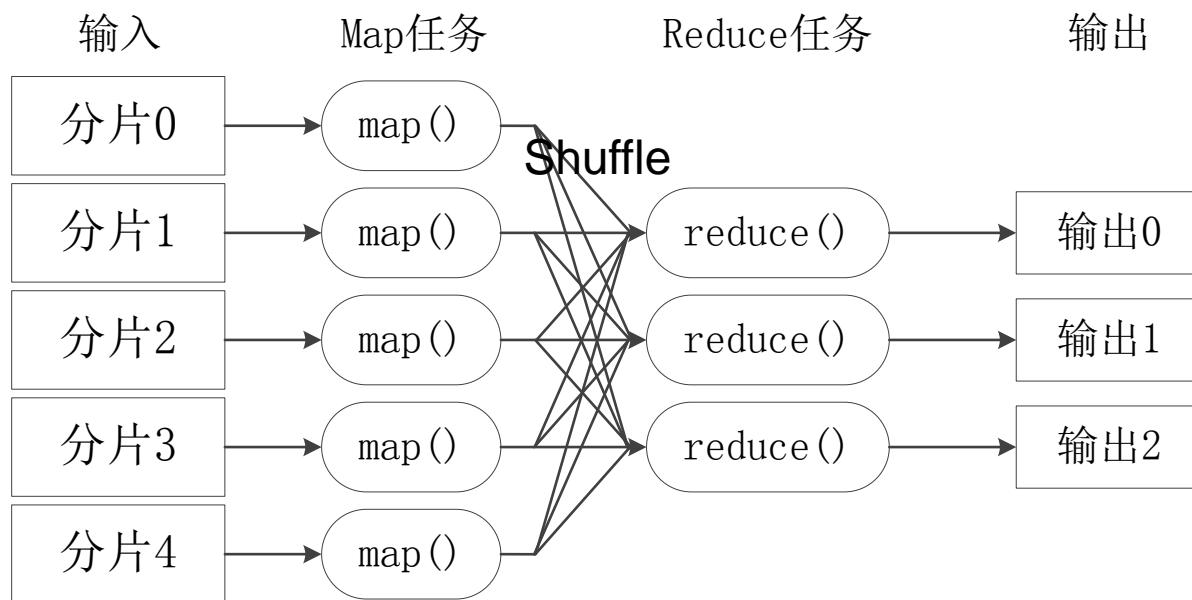 输入 Map任务 Reduce任务 输出
分片0 map()
Shuffle
分片1 map() reduce() 输出0
分片2 map() reduce() 输出1
分片3 map() reduce() 输出2
分片4 map()